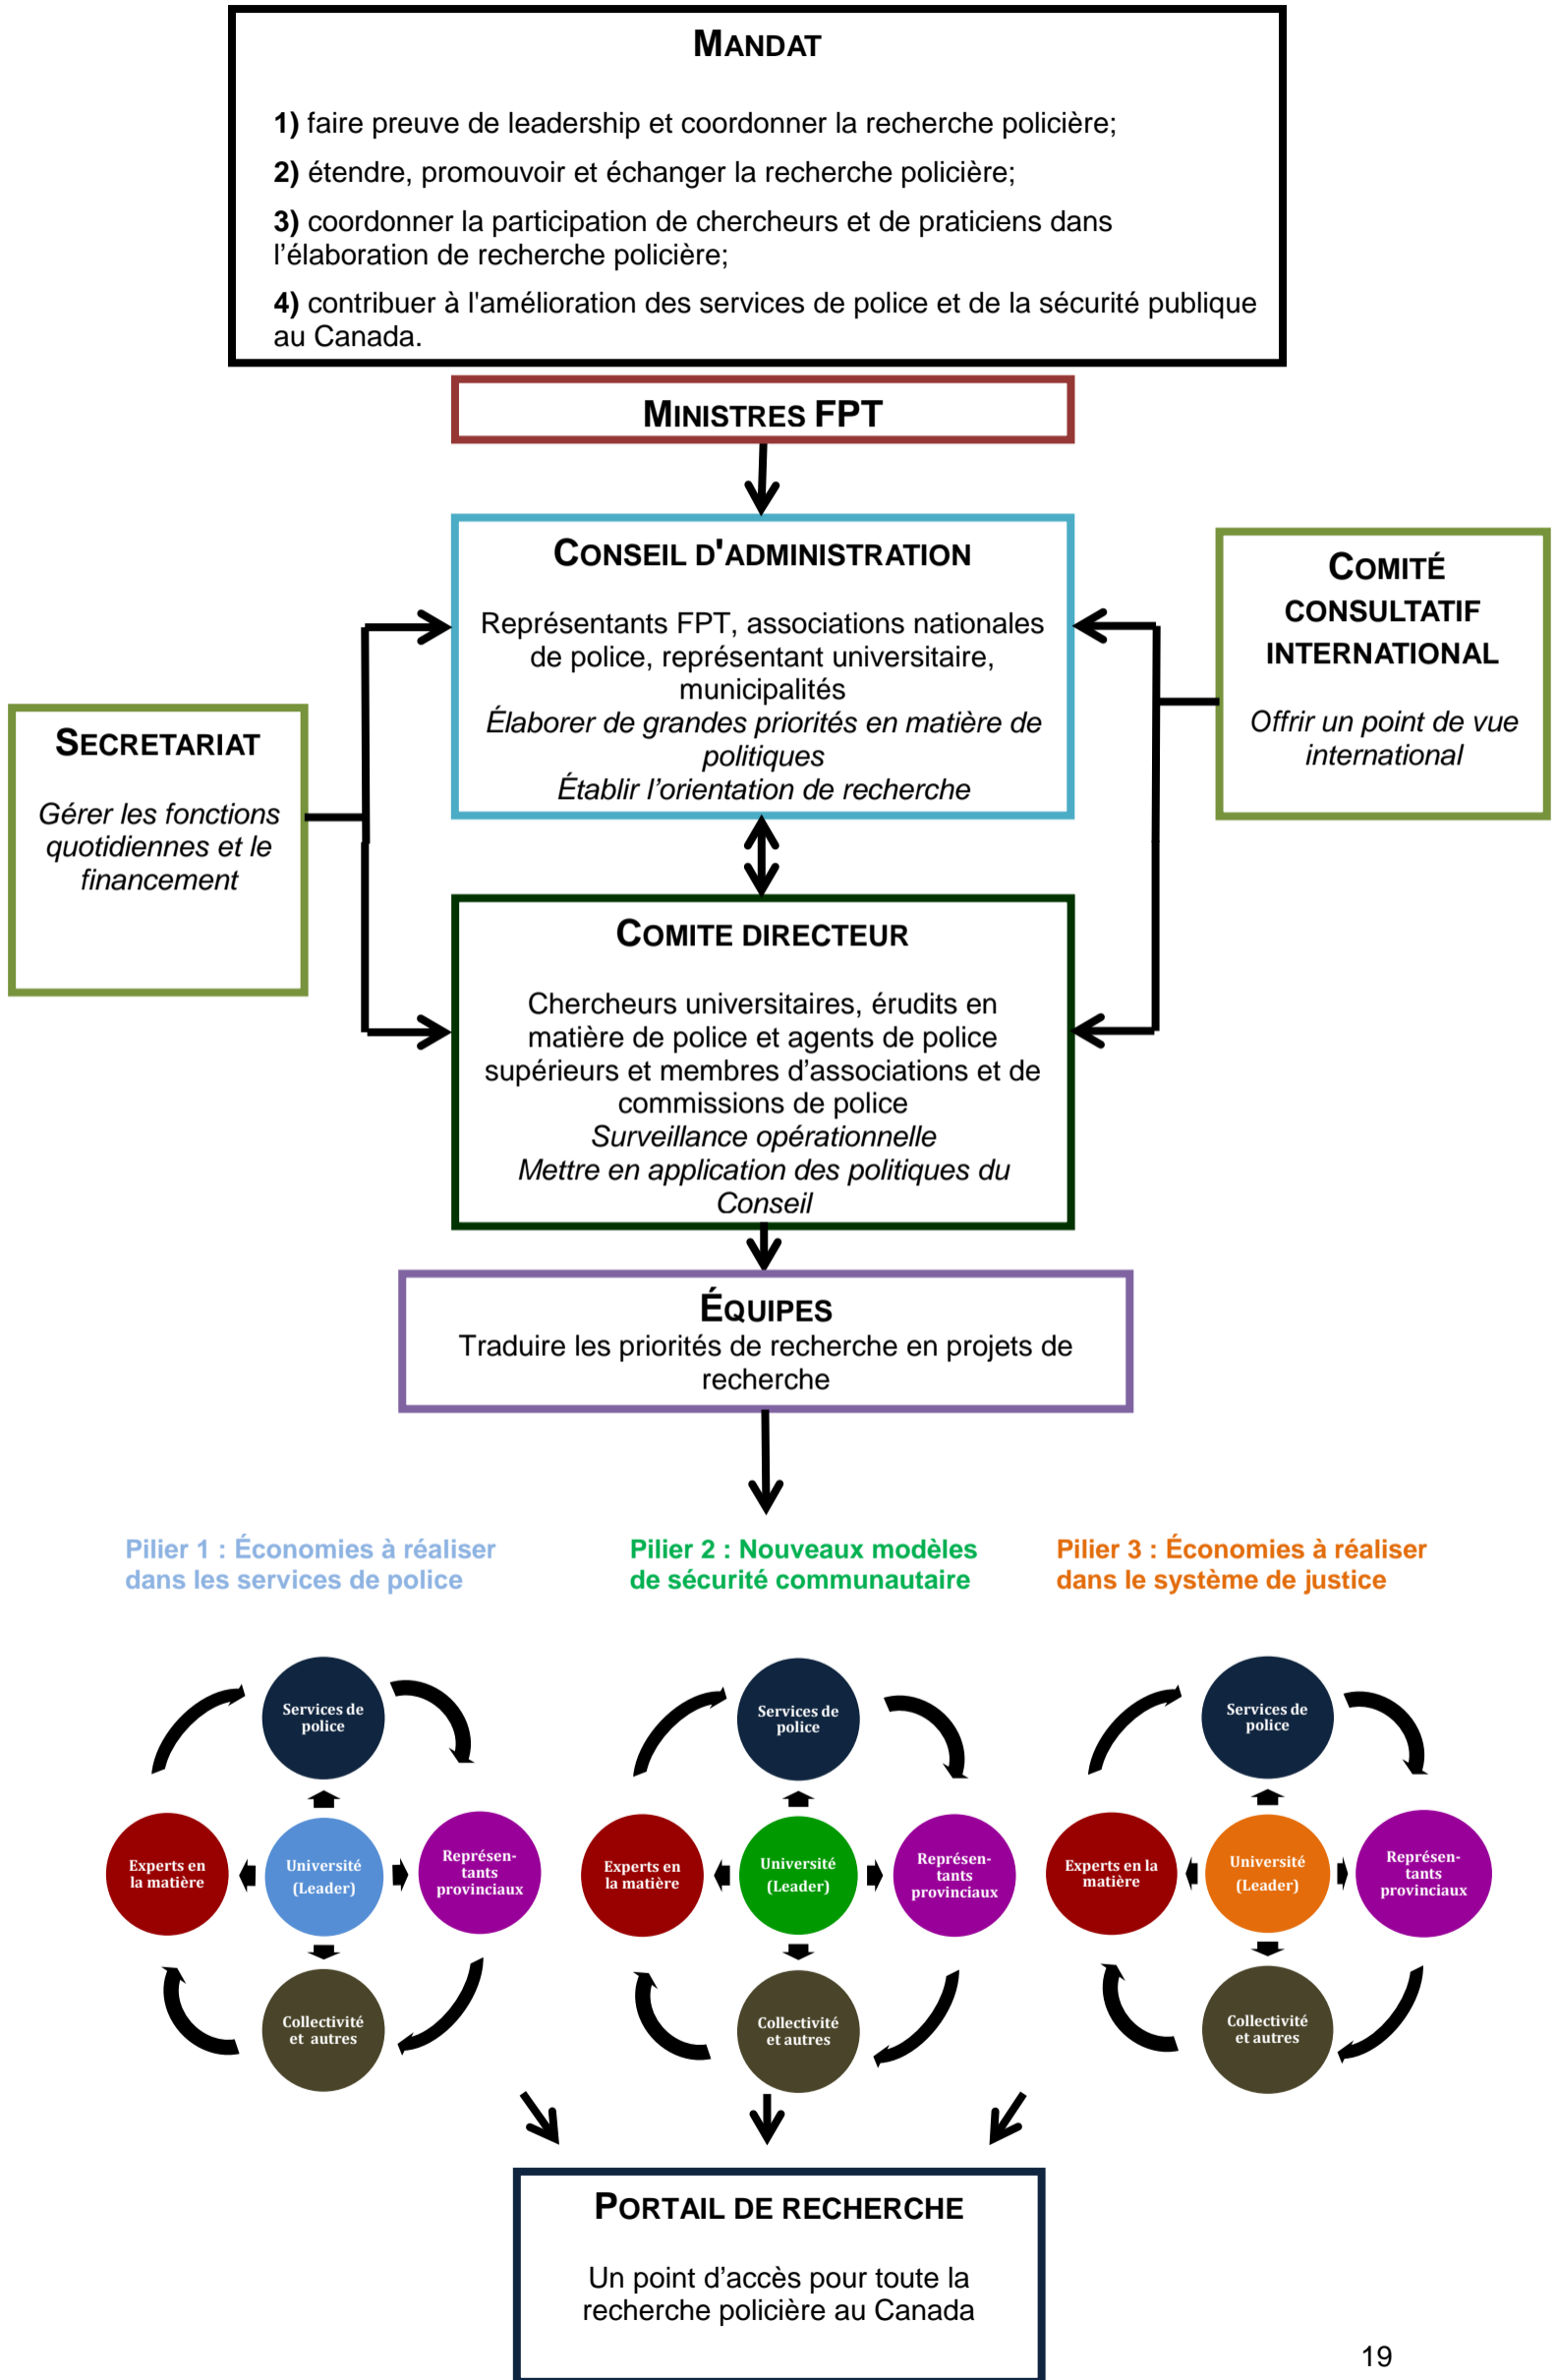 MANDAT
1) faire preuve de leadership et coordonner la recherche policière;
2) étendre, promouvoir et échanger la recherche policière;
3) coordonner la participation de chercheurs et de praticiens dans
l’élaboration de recherche policière;
4) contribuer à l'amélioration des services de police et de la sécurité publique
au Canada.
MINISTRES FPT
CONSEIL D'ADMINISTRATION
Représentants FPT, associations nationales
de police, représentant universitaire,
municipalités
Élaborer de grandes priorités en matière de
politiques
Établir l’orientation de recherche
COMITÉ
CONSULTATIF
INTERNATIONAL
Offrir un point de vue
international
SECRETARIAT
Gérer les fonctions
quotidiennes et le
financement
COMITE DIRECTEUR
Chercheurs universitaires, érudits en
matière de police et agents de police
supérieurs et membres d’associations et de
commissions de police
Surveillance opérationnelle
Mettre en application des politiques du
Conseil
ÉQUIPES
Traduire les priorités de recherche en projets de
recherche
Pilier 1 : Économies à réaliser
dans les services de police
Pilier 2 : Nouveaux modèles
de sécurité communautaire
Pilier 3 : Économies à réaliser
dans le système de justice
Services de
police
Experts en
la matière
Université
(Leader)
Représen-
tants
provinciaux
Collectivité
et autres
Services de
police
Experts en
la matière
Université
(Leader)
Représen-
tants
provinciaux
Collectivité
et autres
Services de
police
Experts en la
matière
Université
(Leader)
Représen-
tants
provinciaux
Collectivité
et autres
PORTAIL DE RECHERCHE
Un point d’accès pour toute la
recherche policière au Canada
19